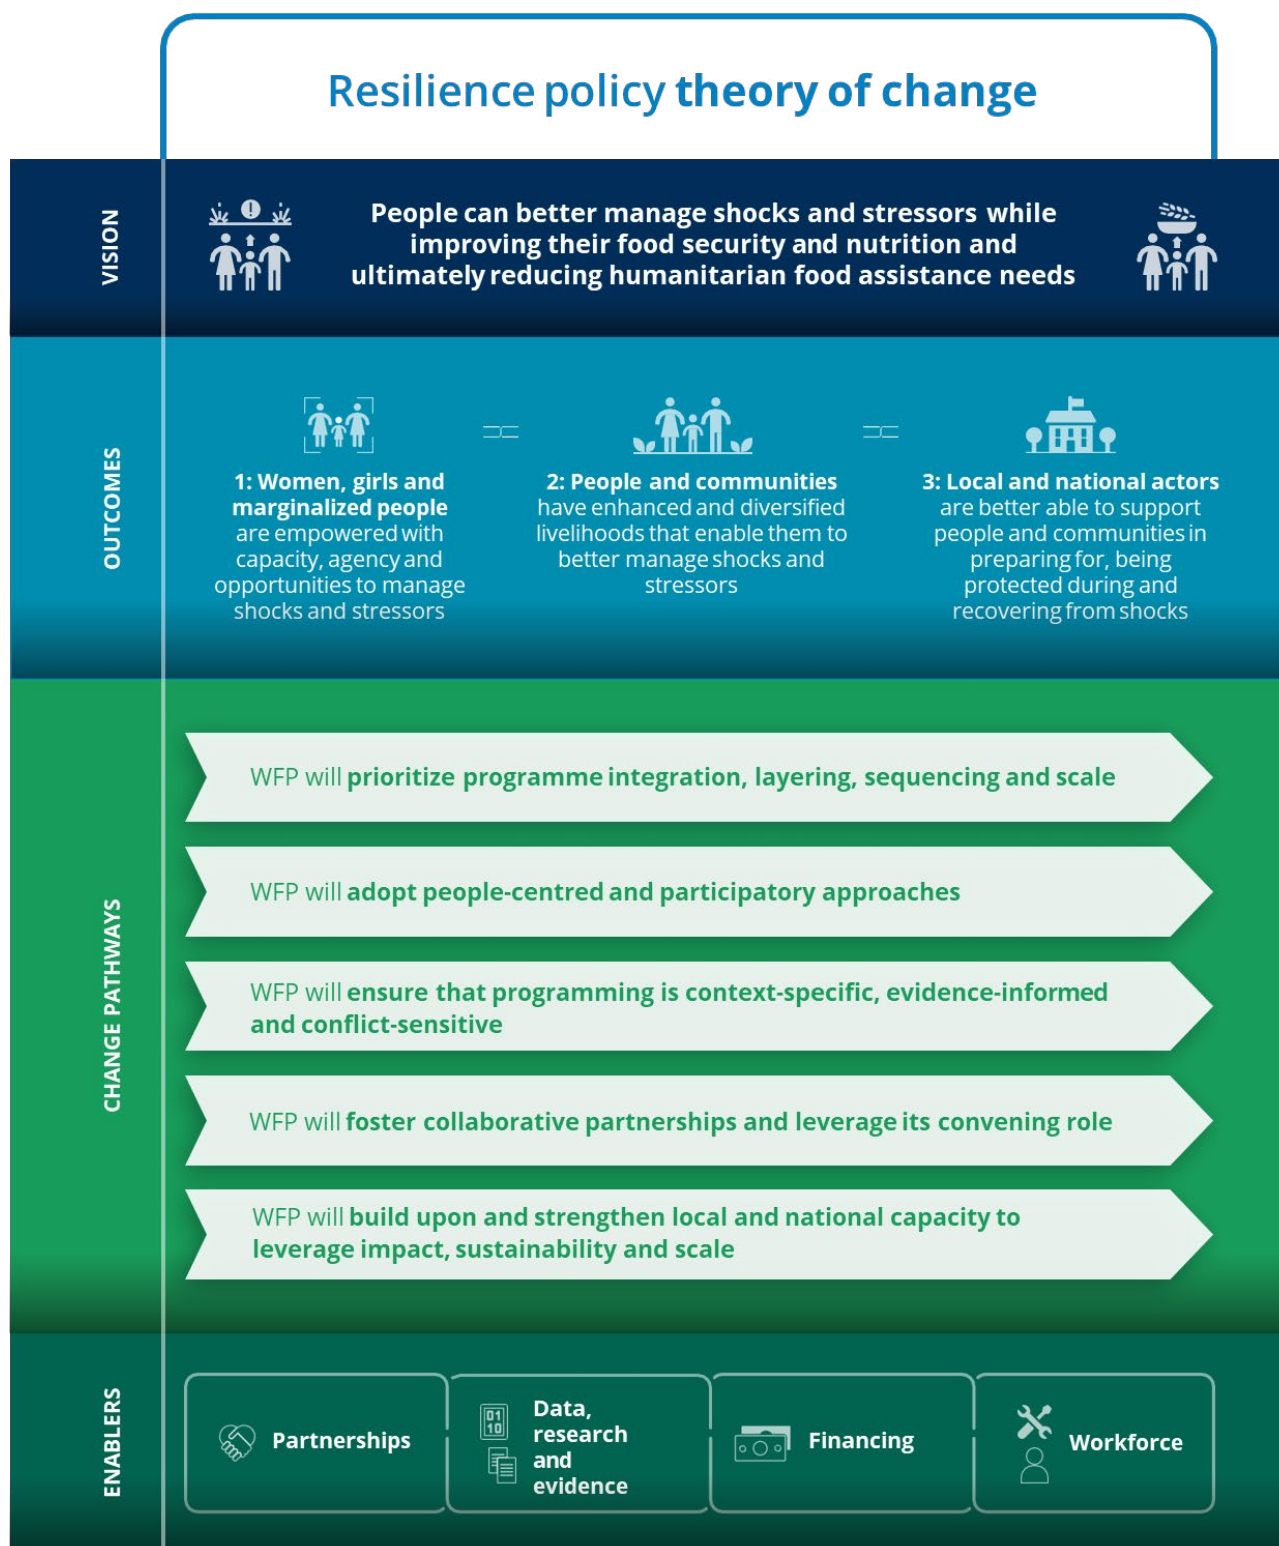 Resilience policy theory of change
VISION
People can better manage shocks and stressors while
improving their food security and nutrition and
ultimately reducing humanitarian food assistance needs
OUTCOMES
1: Women, girls and
marginalized people
are empowered with
capacity, agency and
opportunities to manage
shocks and stressors
2: People and communities
have enhanced and diversified
livelihoods that enable them to
better manage shocks and
stressors
3: Local and national actors
are better able to support
people and communities in
preparing for, being
protected during and
recovering from shocks
CHANGE PATHWAYS
WFP will prioritize programme integration, layering, sequencing and scale
WFP will adopt people-centred and participatory approaches
WFP will ensure that programming is context-specific, evidence-informed
and conflict-sensitive
WFP will foster collaborative partnerships and leverage its convening role
WFP will build upon and strengthen local and national capacity to
leverage impact, sustainability and scale
ENABLERS
Partnerships
01
10
Data,
research
and
evidence
Financing
Workforce